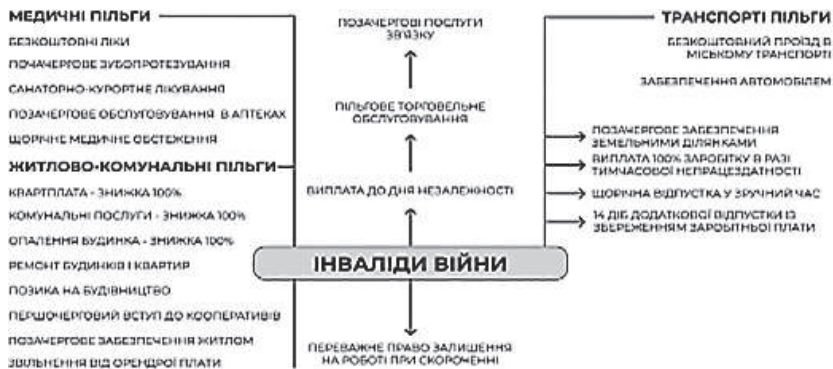 МЕДИЧНІ ПІЛЬГИ
БЕЗКОШТОВНІ ЛІКИ
ПОЧАЧЕРГОВЕ ЗУБОПРОТЕЗУВАННЯ
САНАТОРНО-КУРОРТНЕ ЛІКУВАННЯ
ПОЗАЧЕРГОВЕ ОБСЛУГОВУВАННЯ В АПТЕКАХ
ЩОРІЧНЕ МЕДИЧНЕ ОБСТЕЖЕННЯ
ЖИТЛОВО-КОМУНАЛЬНІ ПІЛЬГИ
КВАРТПЛАТА - ЗНИЖКА 100%
КОМУНАЛЬНІ ПОСЛУГИ - ЗНИЖКА 100%
ОПАЛЕННЯ БУДИНКА - ЗНИЖКА 100%
РЕМОНТ БУДИНКІВ І КВАРТИР
ПОЗИКА НА БУДІВНИЦТВО
ПЕРШОЧЕРГОВИЙ ВСТУП ДО КООПЕРАТИВІВ
ПОЗАЧЕРГОВЕ ЗАБЕЗПЕЧЕННЯ ЖИТЛОМ
ЗВІЛЬНЕННЯ ВІД ОРЕНДРОЇ ПЛАТИ
ПОЗАЧЕРГОВІ ПОСЛУГИ
ЗВ'ЯЗКУ
ПІЛЬГОВЕ ТОРГОВЕЛЬНЕ
ОБСЛУГОВУВАННЯ
ВИПЛАТА ДО ДНЯ НЕЗАЛЕЖНОСТІ
ІНВАЛІДИ ВІЙНИ
ПЕРЕВАЖНЕ ПРАВО ЗАЛИШЕННЯ
НА РОБОТІ ПРИ СКОРОЧЕННІ
ТРАНСПОРТІ ПІЛЬГИ
БЕЗКОШТОВНИЙ ПРОЇЗД В
МІСЬКОМУ ТРАНСПОРТІ
ЗАБЕЗПЕЧЕННЯ АВТОМОБІЛЕМ
ПОЗАЧЕРГОВЕ ЗАБЕЗПЕЧЕННЯ
ЗЕМЕЛЬНИМИ ДІЛЯНКАМИ
ВИПЛАТА 100% ЗАРОБІТКУ В РАЗІ
ТИМЧАСОВОЇ НЕПРАЦЕЗДАТНОСТІ
ЩОРІЧНА ВІДПУСТКА У ЗРУЧНИЙ ЧАС
14 ДІБ ДОДАТКОВОЇ ВІДПУСТКИ ІЗ
ЗБЕРЕЖЕННЯМ ЗАРОБІТНЬОЇ ПЛАТИ